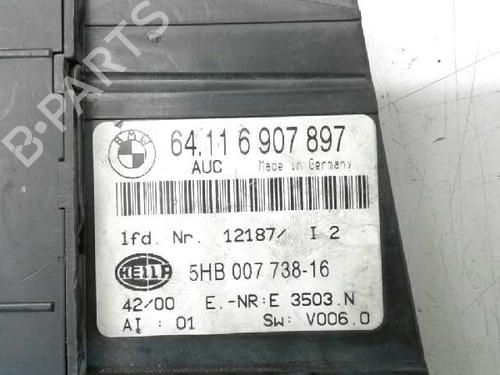 BMW
64.11 6 907 897
AUC Made in Germany
lfd. Nr. 12187/ I 2
HELLA 5HB 007 738-16
42/00 E.-NR:E 3503.N
AI : 01 SW: V006.0
B-PARTS